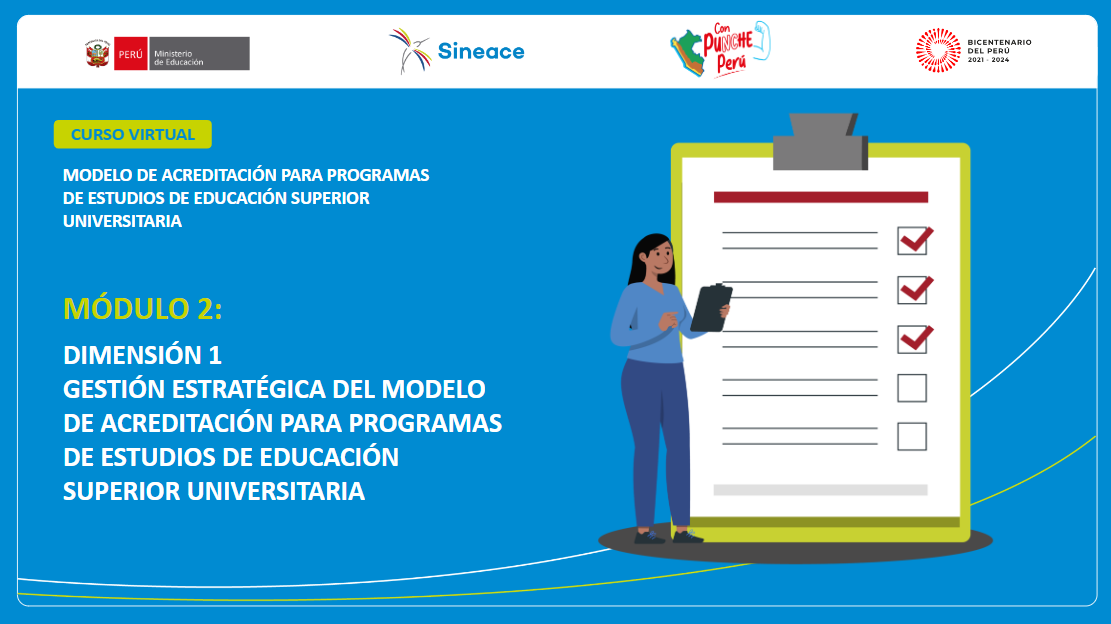 PERÚ
Ministerio
de Educación
Sineace
Con
PUNCHE
Perú
BICENTENARIO
DEL PERÚ
2021 - 2024
CURSO VIRTUAL
MODELO DE ACREDITACIÓN PARA PROGRAMAS
DE ESTUDIOS DE EDUCACIÓN SUPERIOR
UNIVERSITARIA
MÓDULO 2:
DIMENSIÓN 1
GESTIÓN ESTRATÉGICA DEL MODELO
DE ACREDITACIÓN PARA PROGRAMAS
DE ESTUDIOS DE EDUCACIÓN
SUPERIOR UNIVERSITARIA